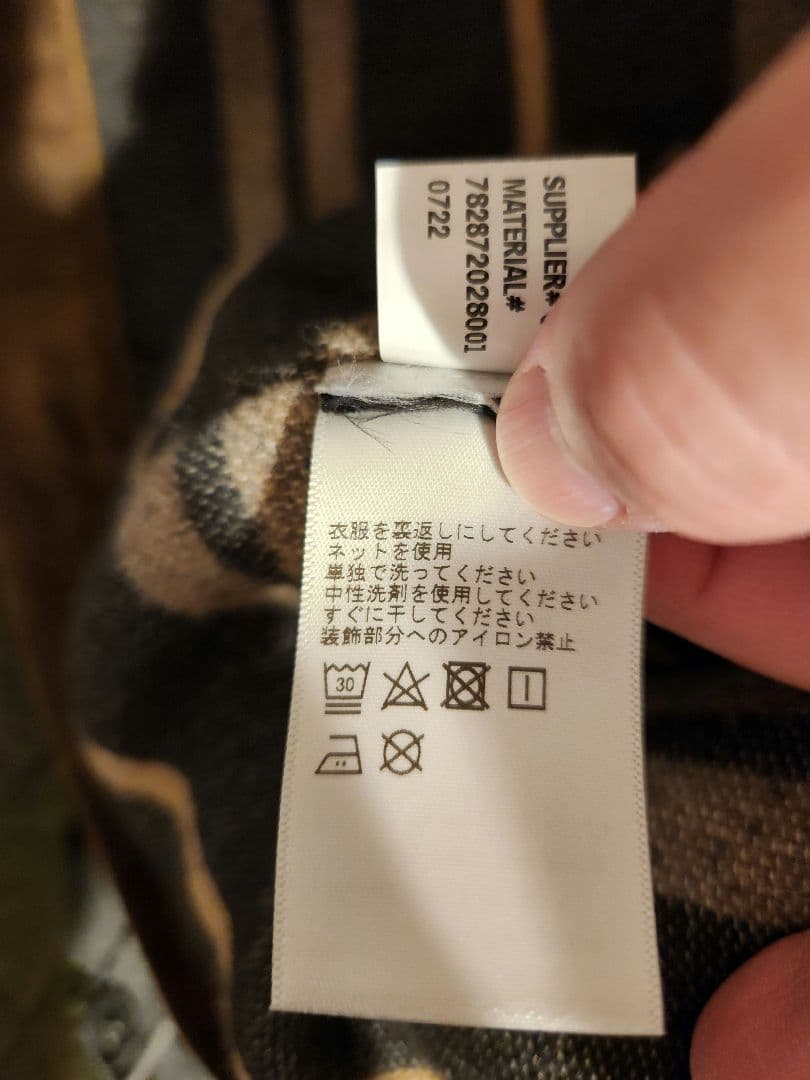 SUPPLIER#
MATERIAL#
782872028001
0722
衣服を裏返しにしてください
ネットを使用
単独で洗ってください
中性洗剤を使用してください
すぐに干してください
装飾部分へのアイロン禁止
30